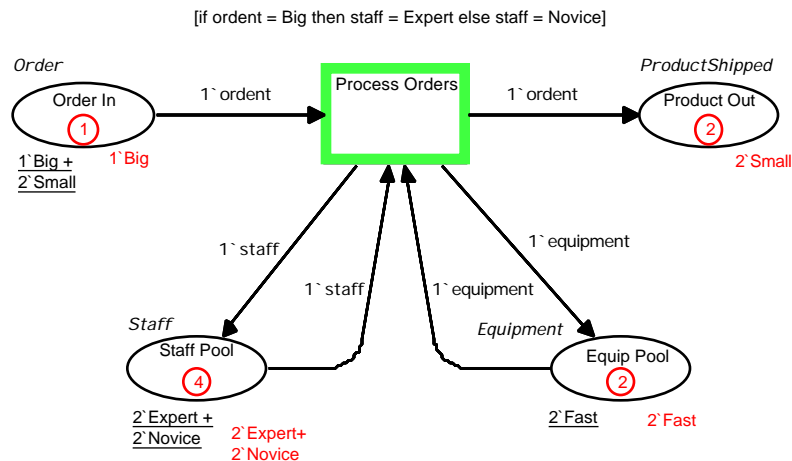 [if ordent = Big then staff = Expert else staff = Novice]
Order
ProductShipped
Order In
1
1`ordent
Process Orders
1`ordent
Product Out
2
1`Big +
2`Small
1`Big
2`Small
1`staff
1`staff
1`equipment
1`equipment
Staff
Staff Pool
4
Equipment
Equip Pool
2
2`Expert +
2`Novice
2`Expert+
2`Novice
2`Fast
2`Fast